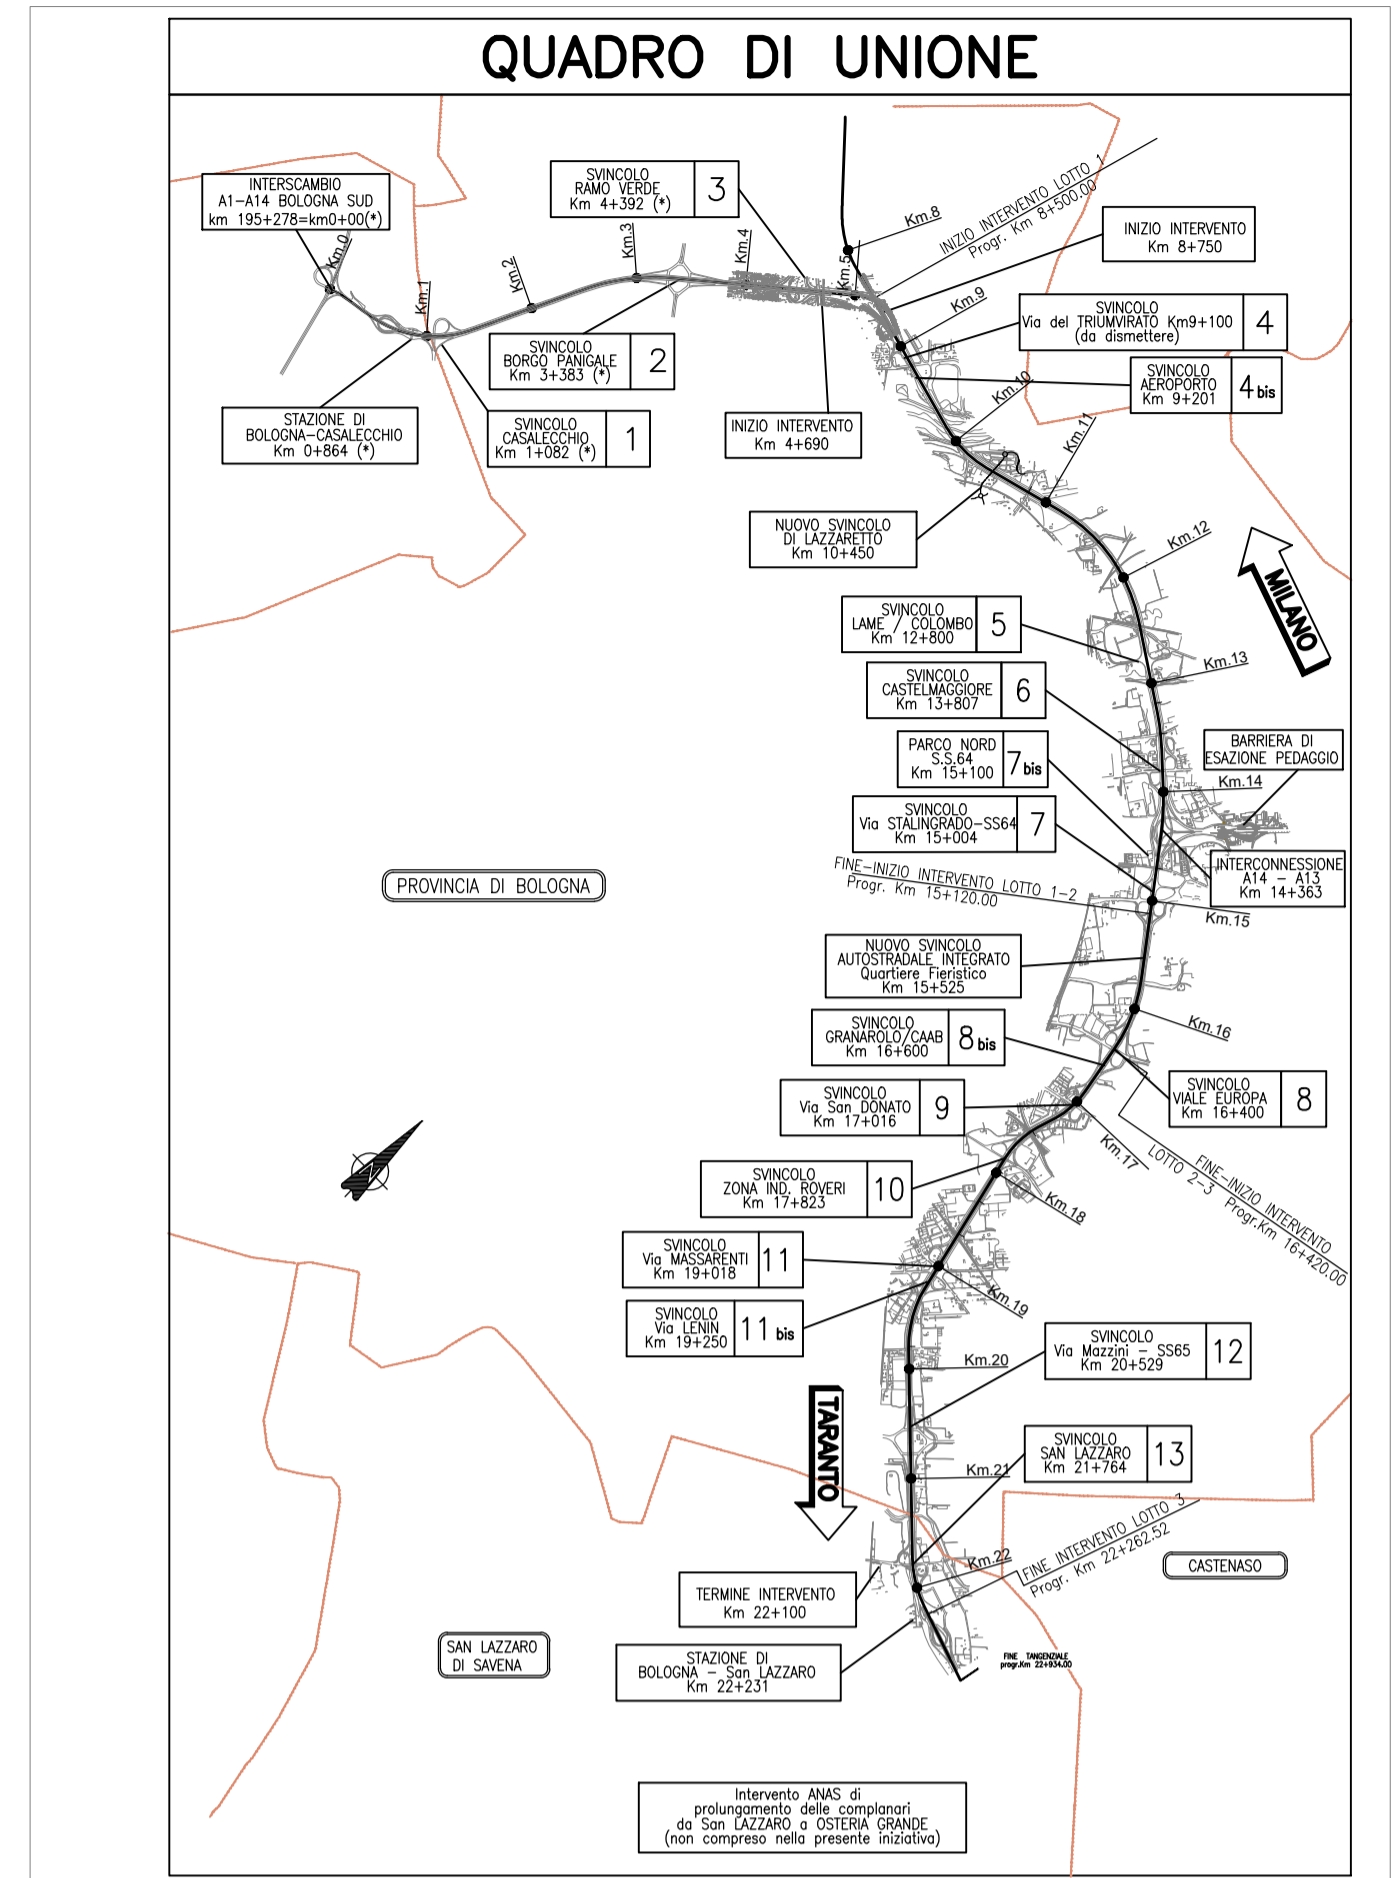 QUADRO DI UNIONE
INTERSCAMBIO
A1-A14 BOLOGNA SUD
km 195+278=km0+00(*)
SVINCOLO
RAMO VERDE
Km 4+392 (*)
3
Km.0
Km.1
Km.2
Km.3
Km.4
Km.5
Km.8
INIZIO INTERVENTO LOTTO 1
Progr. Km 8+500.00
INIZIO INTERVENTO
Km 8+750
Km.9
SVINCOLO
Via del TRIUMVIRATO Km9+100
(da dismettere)
4
SVINCOLO
BORGO PANIGALE
Km 3+383 (*)
2
SVINCOLO
AEROPORTO
Km 9+201
4 bis
Km.10
Km.11
STAZIONE DI
BOLOGNA-CASALECCHIO
Km 0+864 (*)
SVINCOLO
CASALECCHIO
Km 1+082 (*)
1
INIZIO INTERVENTO
Km 4+690
NUOVO SVINCOLO
DI LAZZARETTO
Km 10+450
Km.12
MILANO
SVINCOLO
LAME / COLOMBO
Km 12+800
5
Km.13
SVINCOLO
CASTELMAGGIORE
Km 13+807
6
PARCO NORD
S.S.64
Km 15+100
7 bis
BARRIERA DI
ESAZIONE PEDAGGIO
Km.14
SVINCOLO
Via STALINGRADO-SS64
Km 15+004
7
INTERCONNESSIONE
A14 - A13
Km 14+363
FINE-INIZIO INTERVENTO LOTTO 1-2
Progr. Km 15+120.00
PROVINCIA DI BOLOGNA
Km.15
NUOVO SVINCOLO
AUTOSTRADALE INTEGRATO
Quartiere Fieristico
Km 15+525
Km.16
SVINCOLO
GRANAROLO/CAAB
Km 16+600
8 bis
SVINCOLO
VIALE EUROPA
Km 16+400
8
SVINCOLO
Via San DONATO
Km 17+016
9
Km.17
FINE-INIZIO INTERVENTO
LOTTO 2-3 Progr.Km 16+420.00
SVINCOLO
ZONA IND. ROVERI
Km 17+823
10
Km.18
SVINCOLO
Via MASSARENTI
Km 19+018
11
Km.19
SVINCOLO
Via LENIN
Km 19+250
11 bis
SVINCOLO
Via Mazzini - SS65
Km 20+529
12
Km.20
TARANTO
SVINCOLO
SAN LAZZARO
Km 21+764
13
Km.21
FINE INTERVENTO LOTTO 3
Progr. Km 22+262.52
Km.22
CASTENASO
TERMINE INTERVENTO
Km 22+100
SAN LAZZARO
DI SAVENA
STAZIONE DI
BOLOGNA - San LAZZARO
Km 22+231
FINE TANGENZIALE
progr.Km 22+934.00
Intervento ANAS di
prolungamento delle complanari
da San LAZZARO a OSTERIA GRANDE
(non compreso nella presente iniziativa)